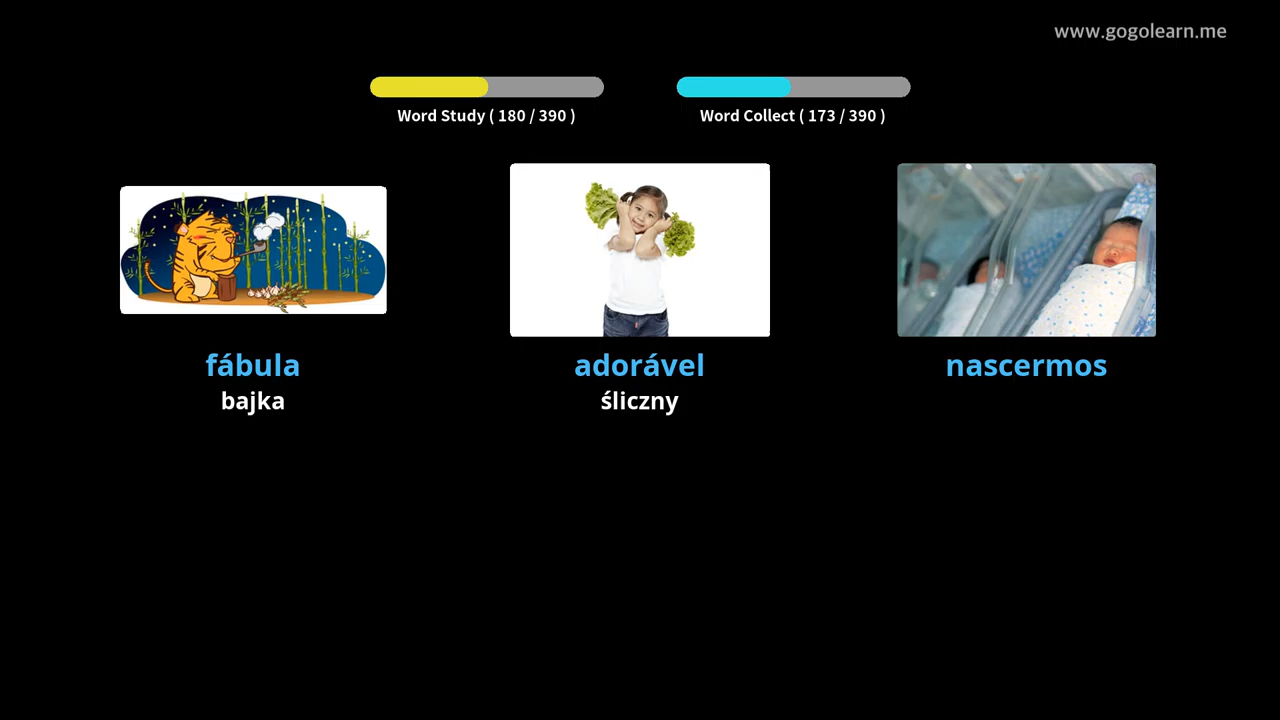 www.gogolearn.me
Word Study ( 180 / 390 )
Word Collect ( 173 / 390 )
fábula
adorável
nascermos
bajka
śliczny